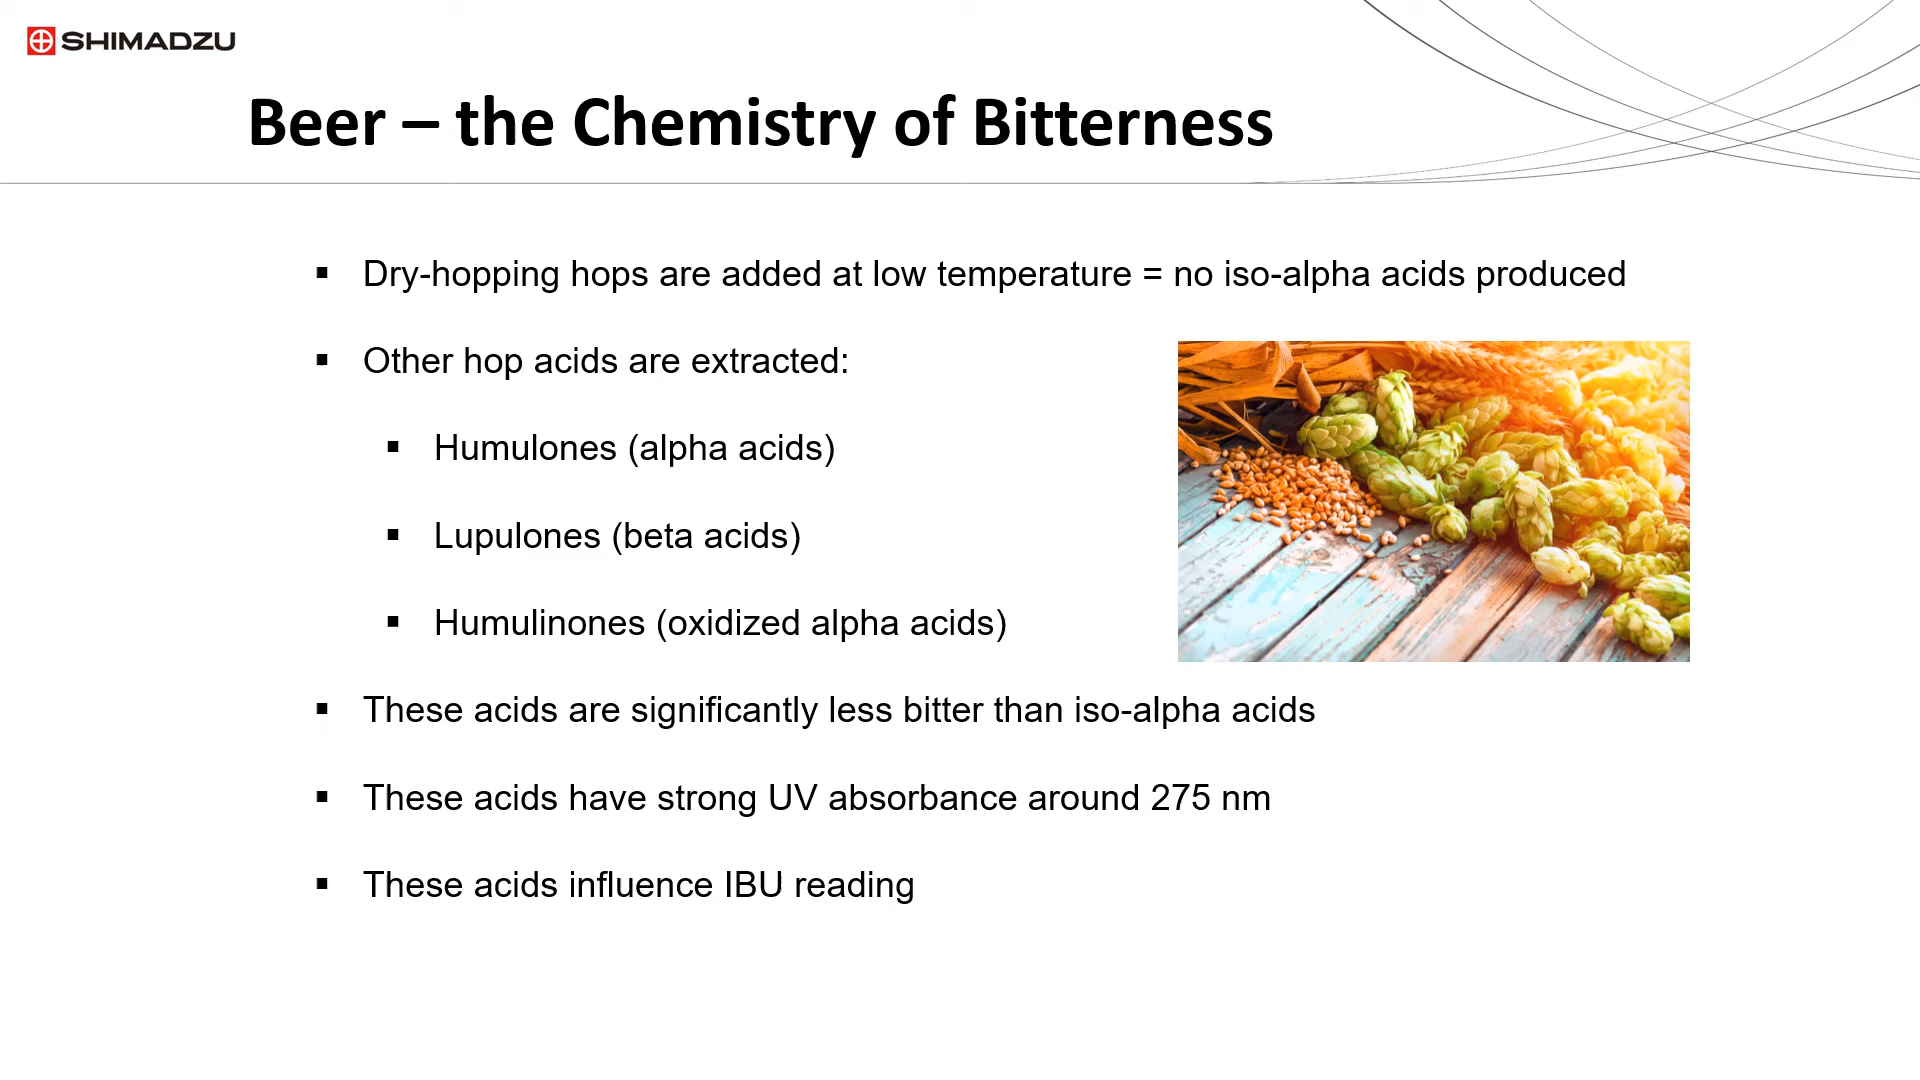 SHIMADZU
Beer – the Chemistry of Bitterness
▪ Dry-hopping hops are added at low temperature = no iso-alpha acids produced
▪ Other hop acids are extracted:
▪ Humulones (alpha acids)
▪ Lupulones (beta acids)
▪ Humulinones (oxidized alpha acids)
▪ These acids are significantly less bitter than iso-alpha acids
▪ These acids have strong UV absorbance around 275 nm
▪ These acids influence IBU reading